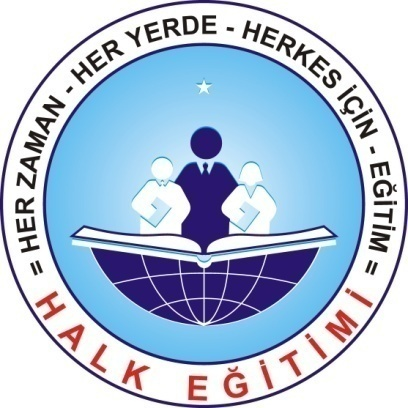 = HER ZAMAN - HER YERDE - HERKES İÇİN - EĞİTİM =
HALK EĞİTİMİ